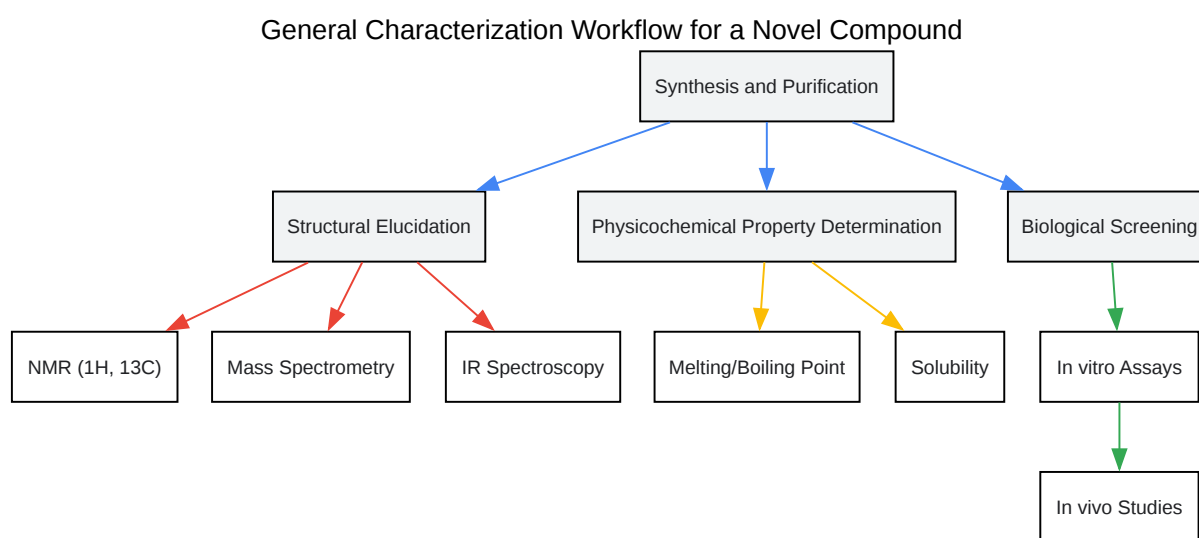 General Characterization Workflow for a Novel Compound
Synthesis and Purification
Structural Elucidation
Physicochemical Property Determination
Biological Screening
NMR (1H, 13C)
Mass Spectrometry
IR Spectroscopy
Melting/Boiling Point
Solubility
In vitro Assays
In vivo Studies